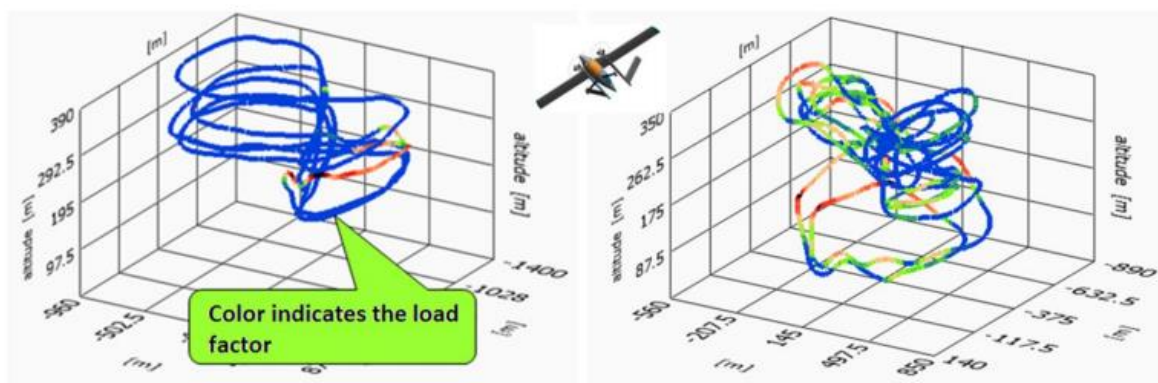 [m]
390
292.5
195
97.5
altitude [m]
altitude [m]
-960
-502.5
[m]
-1400
-1028
[m]
Color indicates the load
factor
[m]
350
262.5
175
87.5
altitude [m]
altitude [m]
-560
-207.5
145
497.5
850
[m]
-890
-632.5
-375
-117.5
140
[m]